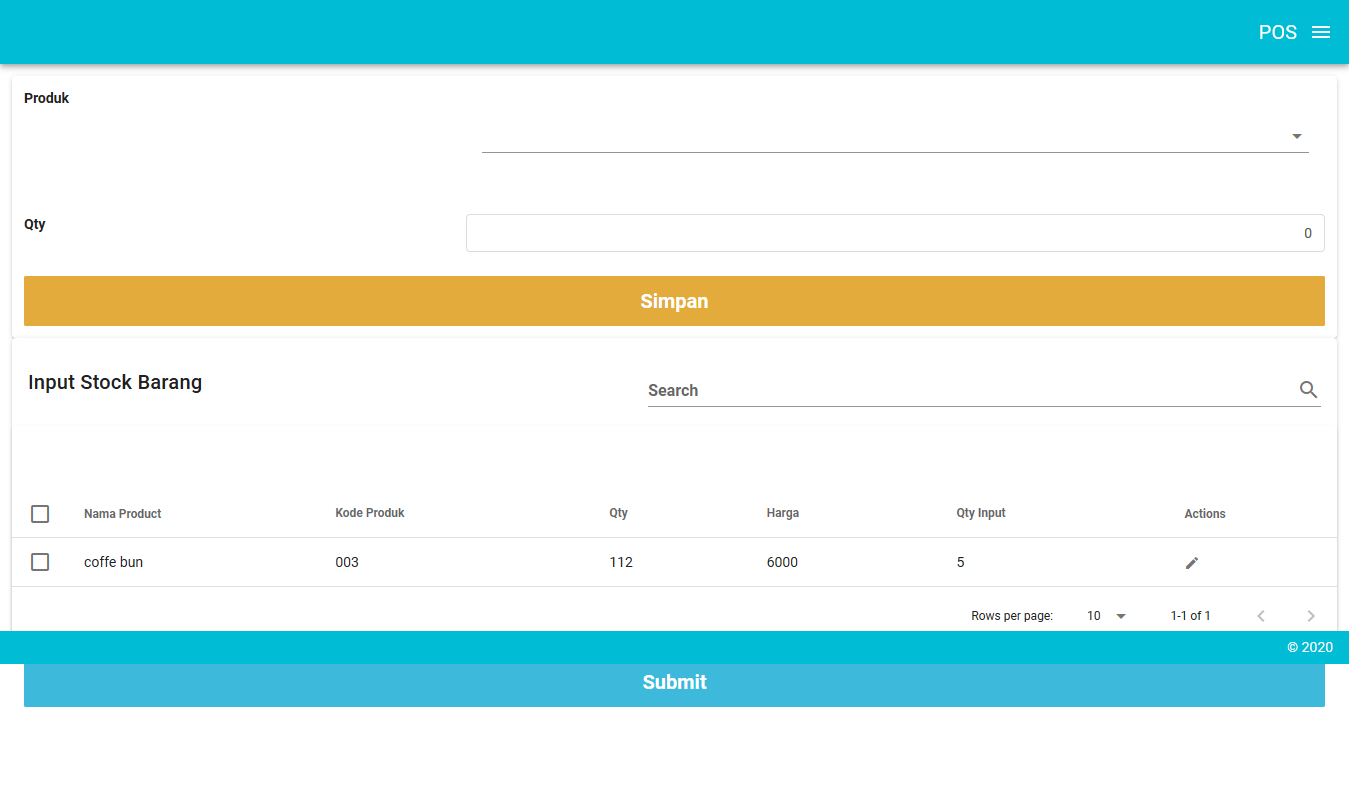 POS
Produk
Qty
0
Simpan
Input Stock Barang
Search
Nama Product Kode Produk Qty Harga Qty Input Actions
coffe bun 003 112 6000 5
Rows per page: 10 1-1 of 1
© 2020
Submit